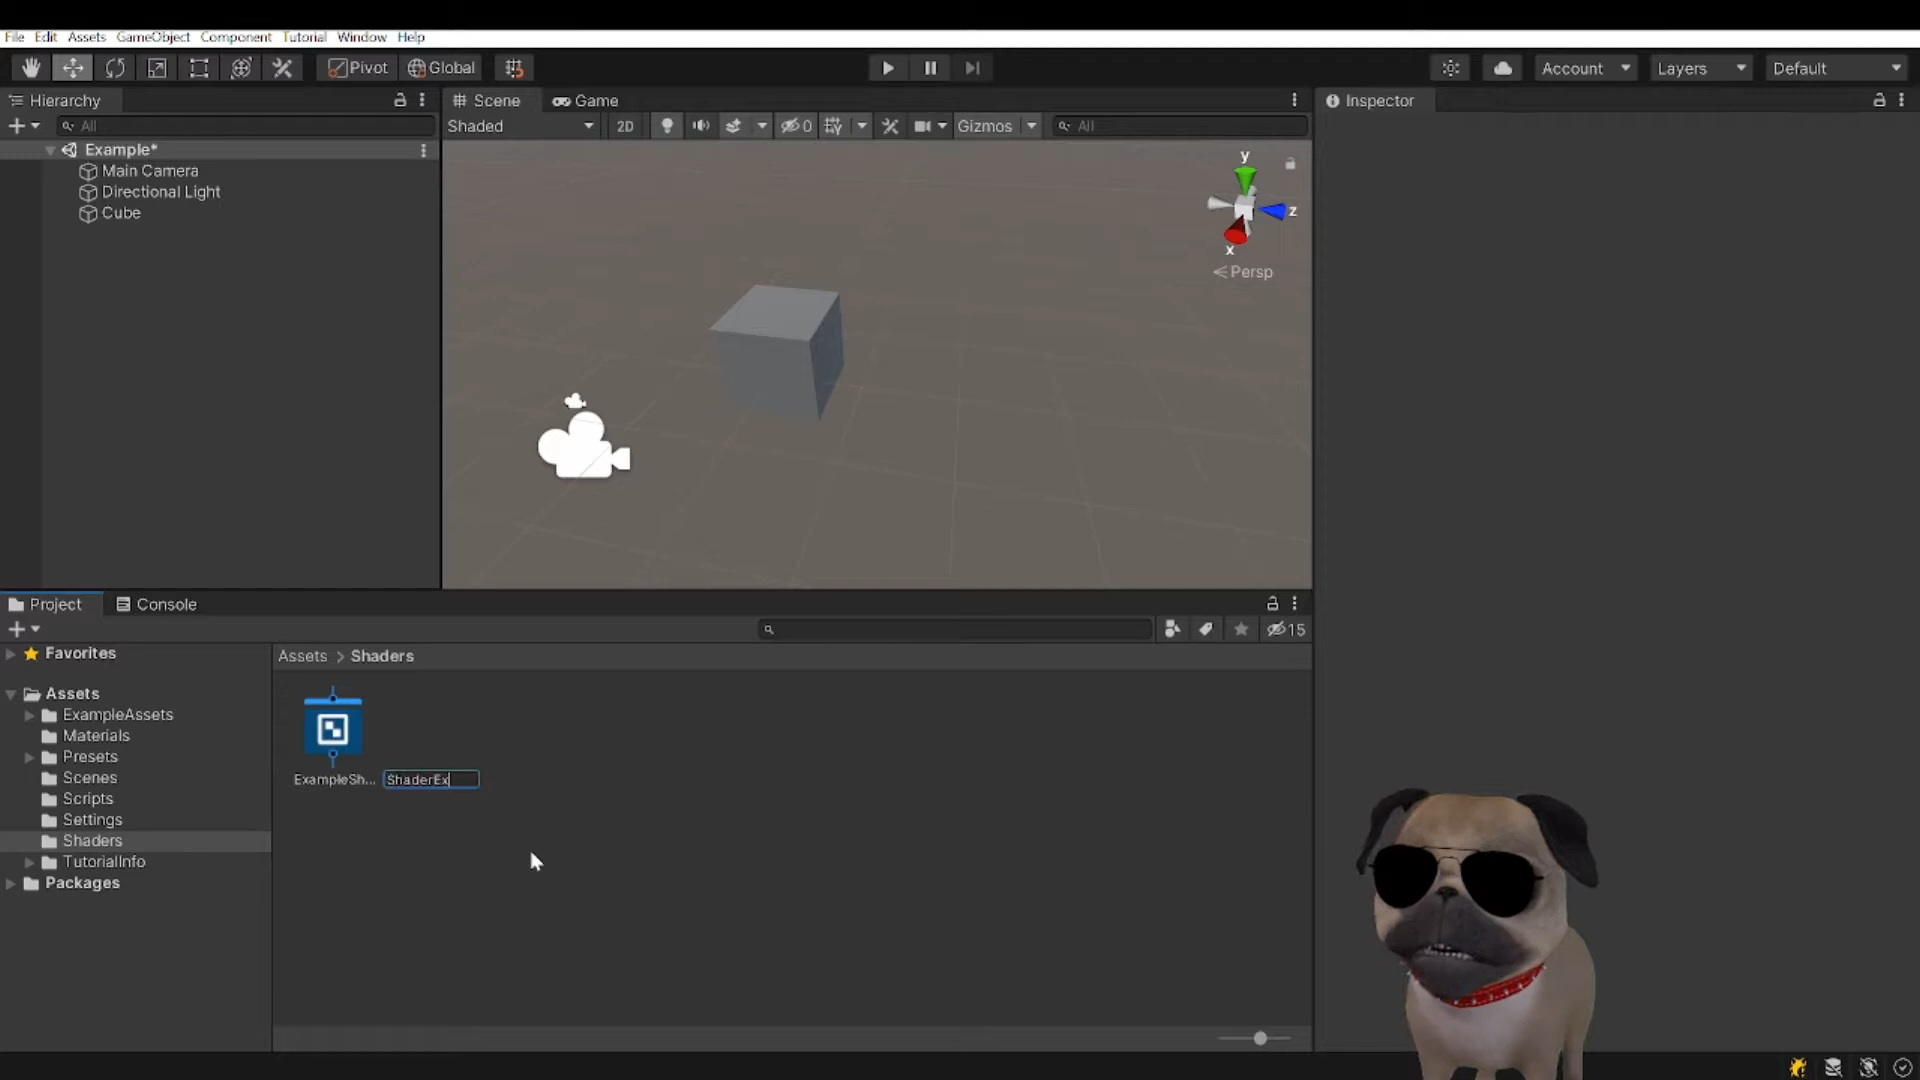 File Edit Assets GameObject Component Tutorial Window Help
Pivot Global Account Layers Default
Hierarchy
All
Example*
Main Camera
Directional Light
Cube
Scene Game
Shaded 2D 0 Gizmos All
y
z
x
Persp
Inspector
Project Console
15
Favorites
Assets
ExampleAssets
Materials
Presets
Scenes
Scripts
Settings
Shaders
TutorialInfo
Packages
Assets > Shaders
ExampleSh... ShaderEx